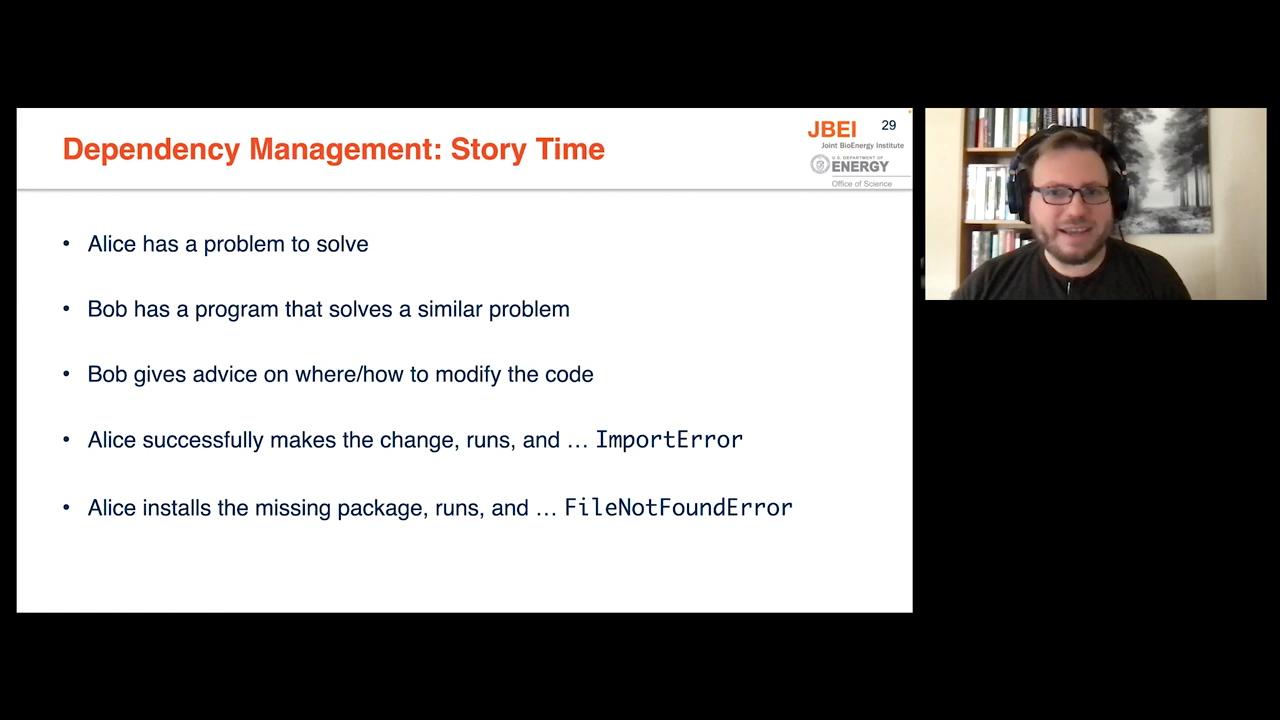 Dependency Management: Story Time
JBEI
29
Joint BioEnergy Institute
U.S. DEPARTMENT OF
ENERGY
Office of Science
• Alice has a problem to solve
• Bob has a program that solves a similar problem
• Bob gives advice on where/how to modify the code
• Alice successfully makes the change, runs, and … ImportError
• Alice installs the missing package, runs, and … FileNotFoundError